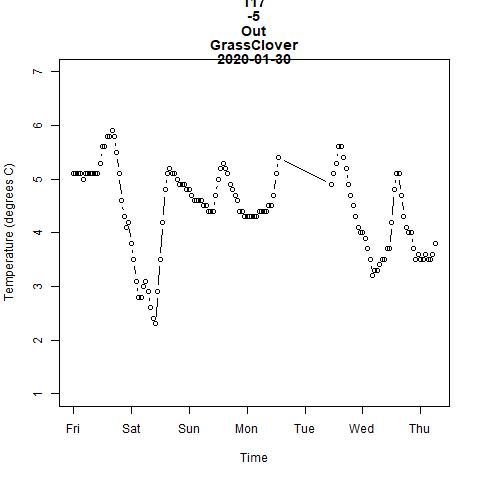 T17
-5
Out
GrassClover
2020-01-30
Temperature (degrees C)
7
6
5
4
3
2
1
Fri Sat Sun Mon Tue Wed Thu
Time